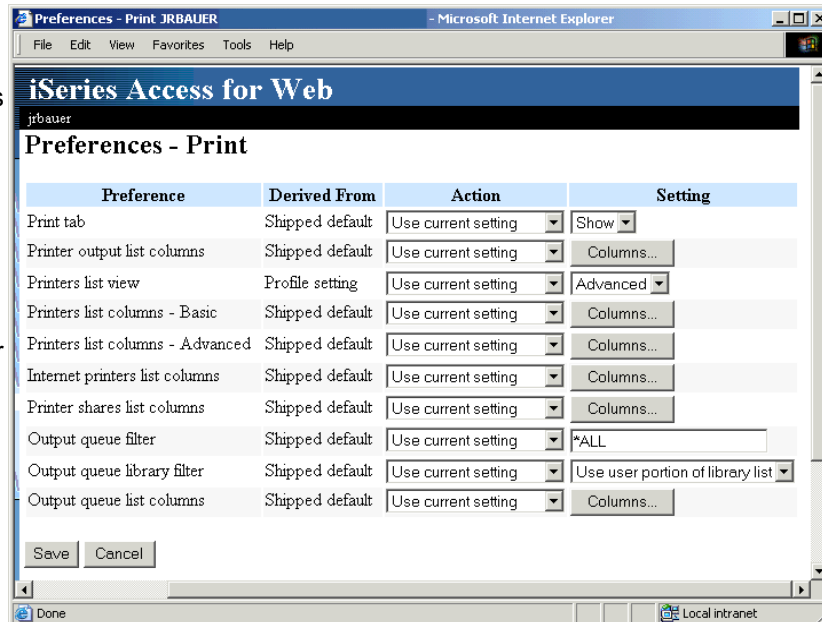 Preferences - Print JRBAUER - Microsoft Internet Explorer
File Edit View Favorites Tools Help
iSeries Access for Web
jrbauer
Preferences - Print
Preference Derived From Action Setting
Print tab Shipped default Use current setting Show
Printer output list columns Shipped default Use current setting Columns...
Printers list view Profile setting Use current setting Advanced
Printers list columns - Basic Shipped default Use current setting Columns...
Printers list columns - Advanced Shipped default Use current setting Columns...
Internet printers list columns Shipped default Use current setting Columns...
Printer shares list columns Shipped default Use current setting Columns...
Output queue filter Shipped default Use current setting *ALL
Output queue library filter Shipped default Use current setting Use user portion of library list
Output queue list columns Shipped default Use current setting Columns...
Save Cancel
Done Local intranet